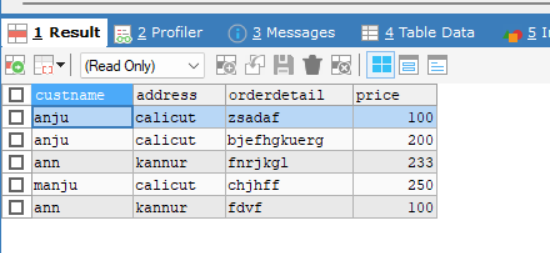 1 Result 2 Profiler 3 Messages 4 Table Data 5 I
(Read Only)
custname address orderdetail price
anju calicut zsadaf 100
anju calicut bjefhgkuerg 200
ann kannur fnrjkgl 233
manju calicut chjhff 250
ann kannur fdvf 100